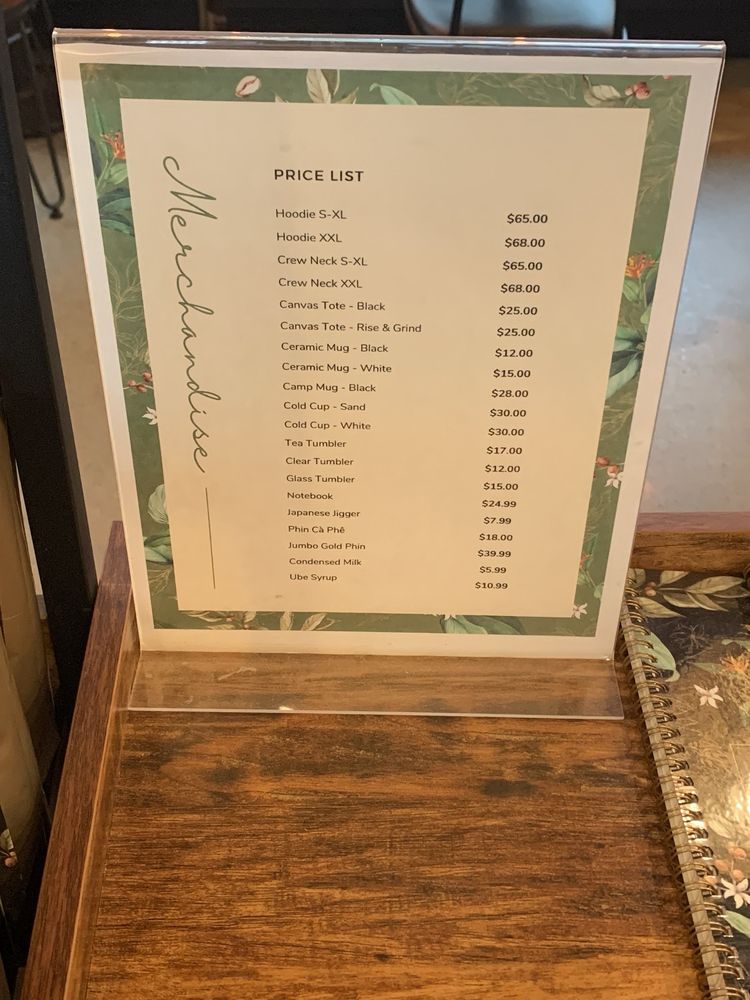 Merchandise
PRICE LIST
Hoodie S-XL $65.00
Hoodie XXL $68.00
Crew Neck S-XL $65.00
Crew Neck XXL $68.00
Canvas Tote - Black $25.00
Canvas Tote - Rise & Grind $25.00
Ceramic Mug - Black $12.00
Ceramic Mug - White $15.00
Camp Mug - Black $28.00
Cold Cup - Sand $30.00
Cold Cup - White $30.00
Tea Tumbler $17.00
Clear Tumbler $12.00
Glass Tumbler $15.00
Notebook $24.99
Japanese Jigger $7.99
Phin Cà Phê $18.00
Jumbo Gold Phin $39.99
Condensed Milk $5.99
Ube Syrup $10.99